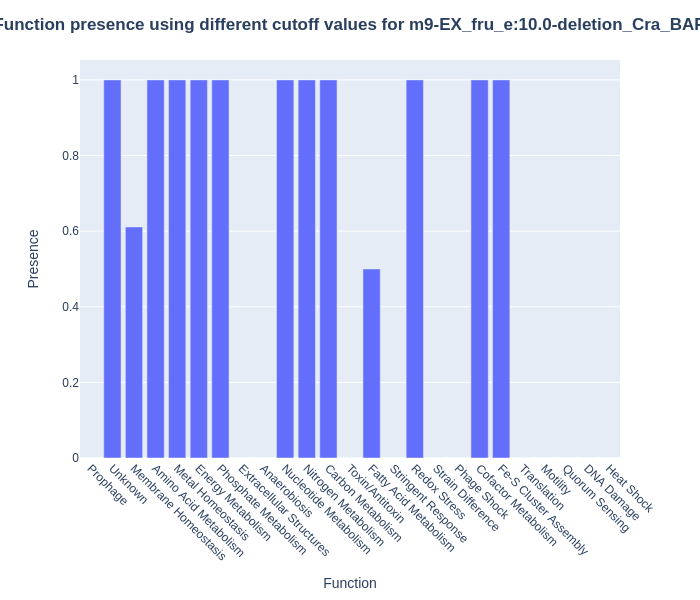 Function presence using different cutoff values for m9-EX_fru_e:10.0-deletion_Cra_BAR
1
0.8
0.6
0.4
0.2
0
Presence
Prophage
Unknown
Membrane Homeostasis
Amino Acid Metabolism
Metal Homeostasis
Energy Metabolism
Phosphate Metabolism
Extracellular Structures
Anaerobiosis
Nucleotide Metabolism
Nitrogen Metabolism
Carbon Metabolism
Toxin/Antitoxin
Fatty Acid Metabolism
Stringent Response
Redox Stress
Strain Difference
Phage Shock
Cofactor Metabolism
Fe-S Cluster Assembly
Translation
Motility
Quorum Sensing
DNA Damage
Heat Shock
Function